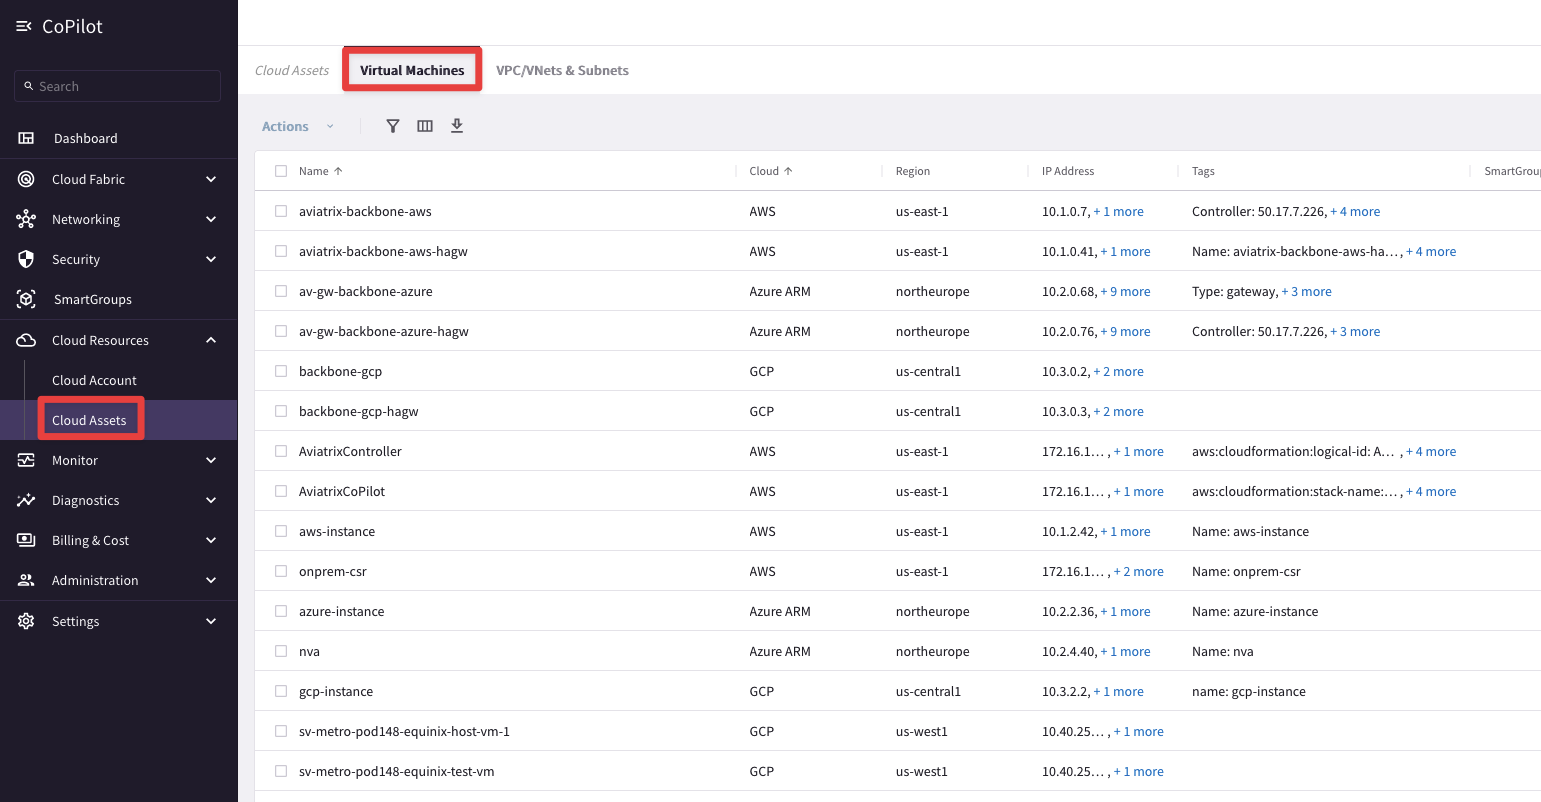 CoPilot
Search
Dashboard
Cloud Fabric
Networking
Security
SmartGroups
Cloud Resources
Cloud Account
Cloud Assets
Monitor
Diagnostics
Billing & Cost
Administration
Settings
Cloud Assets Virtual Machines VPC/VNets & Subnets
Actions
Name Cloud Region IP Address Tags SmartGrou
aviatrix-backbone-aws AWS us-east-1 10.1.0.7, + 1 more Controller: 50.17.7.226, + 4 more
aviatrix-backbone-aws-hagw AWS us-east-1 10.1.0.41, + 1 more Name: aviatrix-backbone-aws-ha… , + 4 more
av-gw-backbone-azure Azure ARM northeurope 10.2.0.68, + 9 more Type: gateway, + 3 more
av-gw-backbone-azure-hagw Azure ARM northeurope 10.2.0.76, + 9 more Controller: 50.17.7.226, + 3 more
backbone-gcp GCP us-central1 10.3.0.2, + 2 more
backbone-gcp-hagw GCP us-central1 10.3.0.3, + 2 more
AviatrixController AWS us-east-1 172.16.1… , + 1 more aws:cloudformation:logical-id: A… , + 4 more
AviatrixCoPilot AWS us-east-1 172.16.1… , + 1 more aws:cloudformation:stack-name:… , + 4 more
aws-instance AWS us-east-1 10.1.2.42, + 1 more Name: aws-instance
onprem-csr AWS us-east-1 172.16.1… , + 2 more Name: onprem-csr
azure-instance Azure ARM northeurope 10.2.2.36, + 1 more Name: azure-instance
nva Azure ARM northeurope 10.2.4.40, + 1 more Name: nva
gcp-instance GCP us-central1 10.3.2.2, + 1 more name: gcp-instance
sv-metro-pod148-equinix-host-vm-1 GCP us-west1 10.40.25… , + 1 more
sv-metro-pod148-equinix-test-vm GCP us-west1 10.40.25… , + 1 more